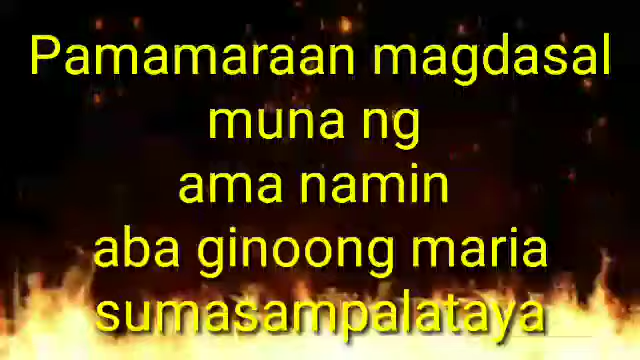 Pamamaraan magdasal
muna ng
ama namin
aba ginoong maria
sumasampalataya